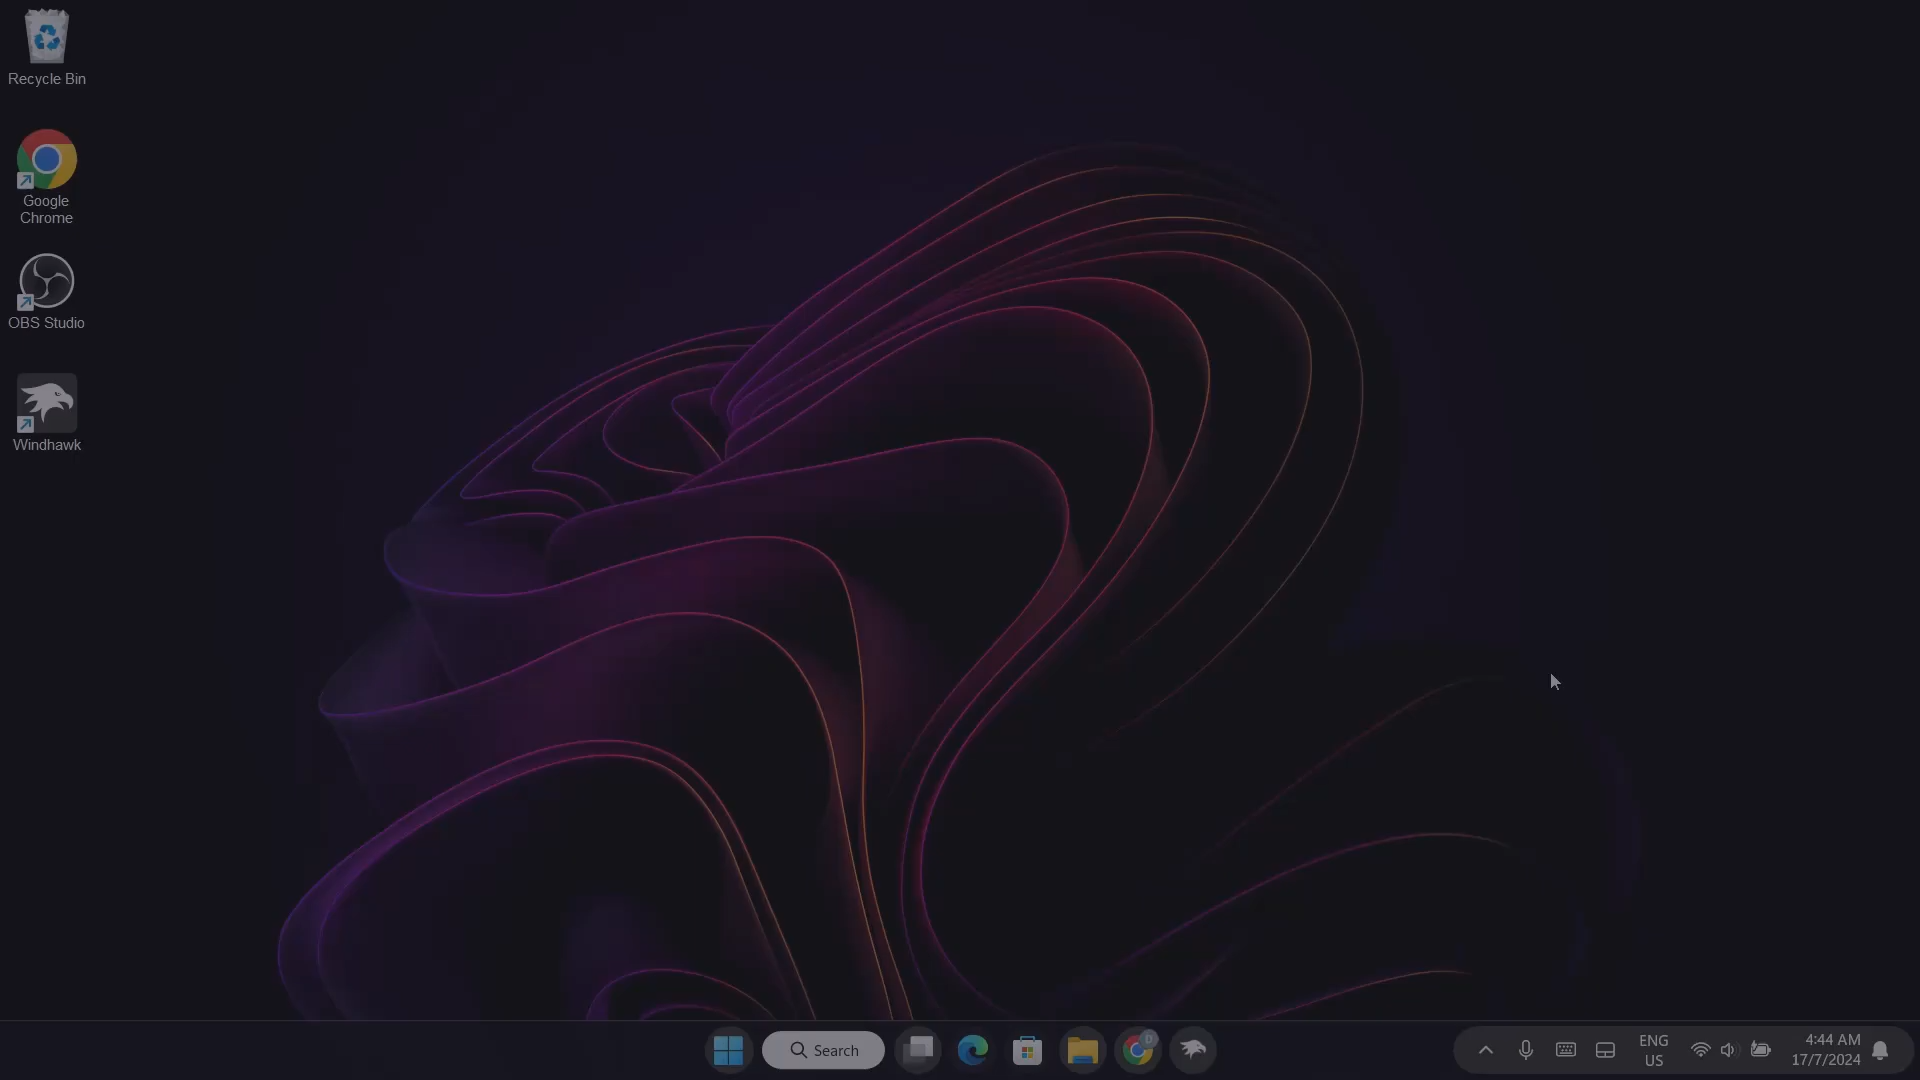 Recycle Bin
Google
Chrome
OBS Studio
Windhawk
Search
D
ENG
US
4:44 AM
17/7/2024